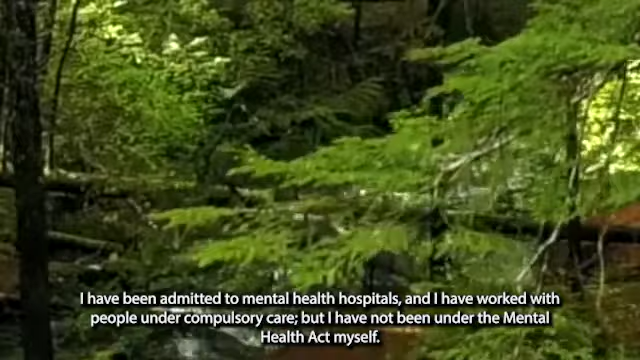 I have been admitted to mental health hospitals, and I have worked with
people under compulsory care; but I have not been under the Mental
Health Act myself.